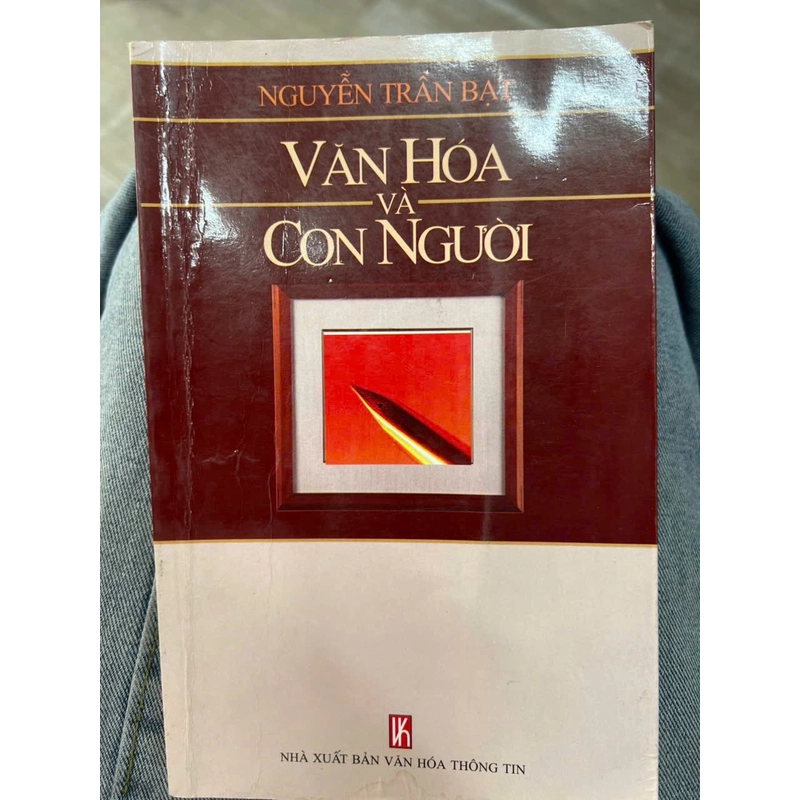 NGUYỄN TRẦN BẠT
VĂN HÓA
VÀ
CON NGƯỜI
NHÀ XUẤT BẢN VĂN HÓA THÔNG TIN